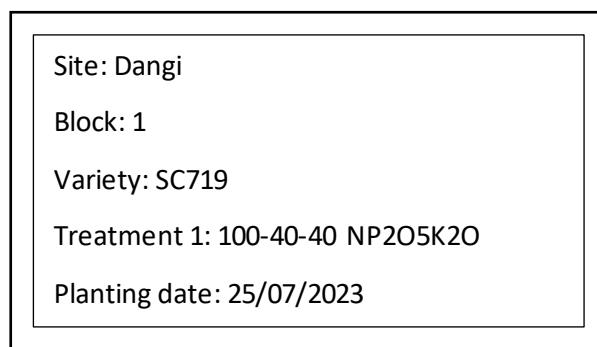 Site: Dangi
Block: 1
Variety: SC719
Treatment 1: 100-40-40 NP2O5K2O
Planting date: 25/07/2023